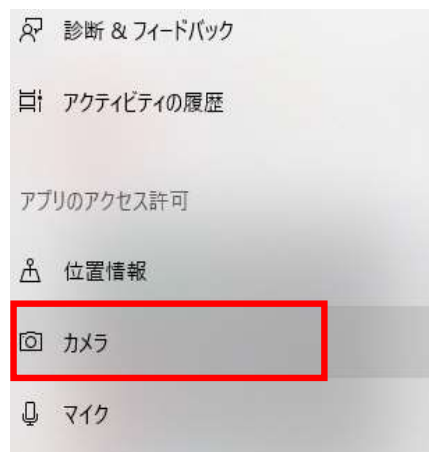 診断 & フィードバック
アクティビティの履歴
アプリのアクセス許可
位置情報
カメラ
マイク